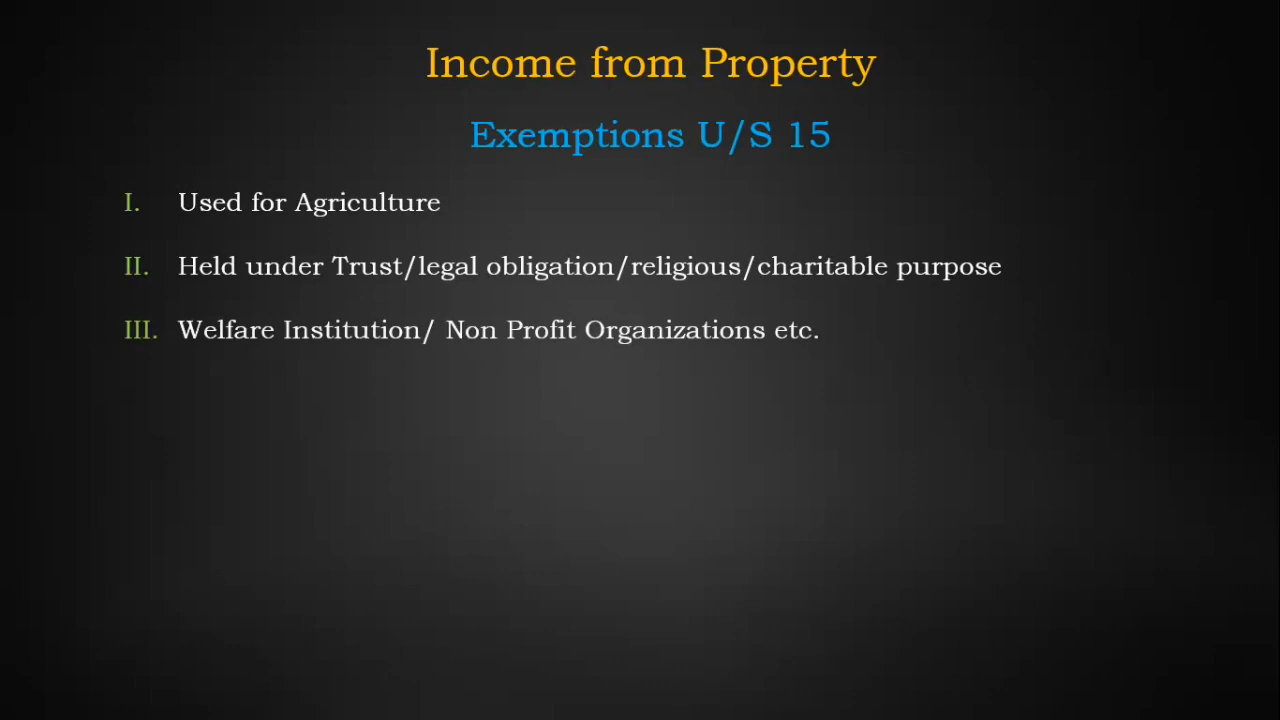 Income from Property
Exemptions U/S 15
I. Used for Agriculture
II. Held under Trust/legal obligation/religious/charitable purpose
III. Welfare Institution/ Non Profit Organizations etc.